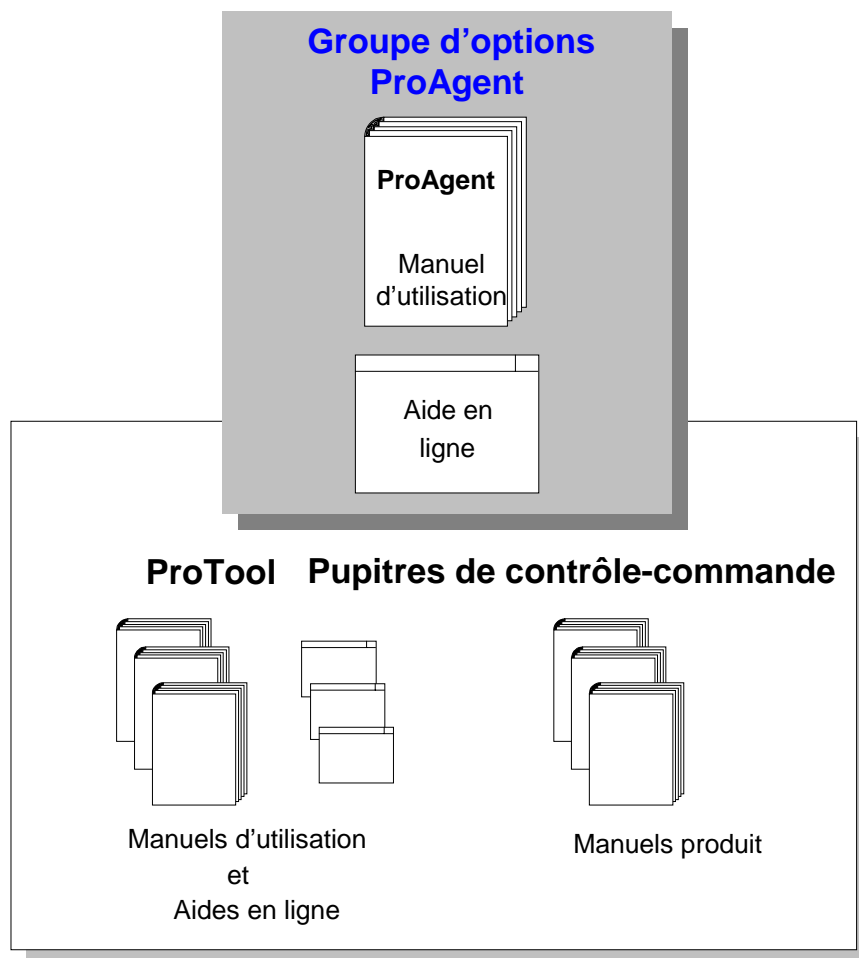 Groupe d’options
ProAgent
ProAgent
Manuel
d’utilisation
Aide en
ligne
ProTool
Pupitres de contrôle-commande
Manuels d’utilisation
et
Aides en ligne
Manuels produit